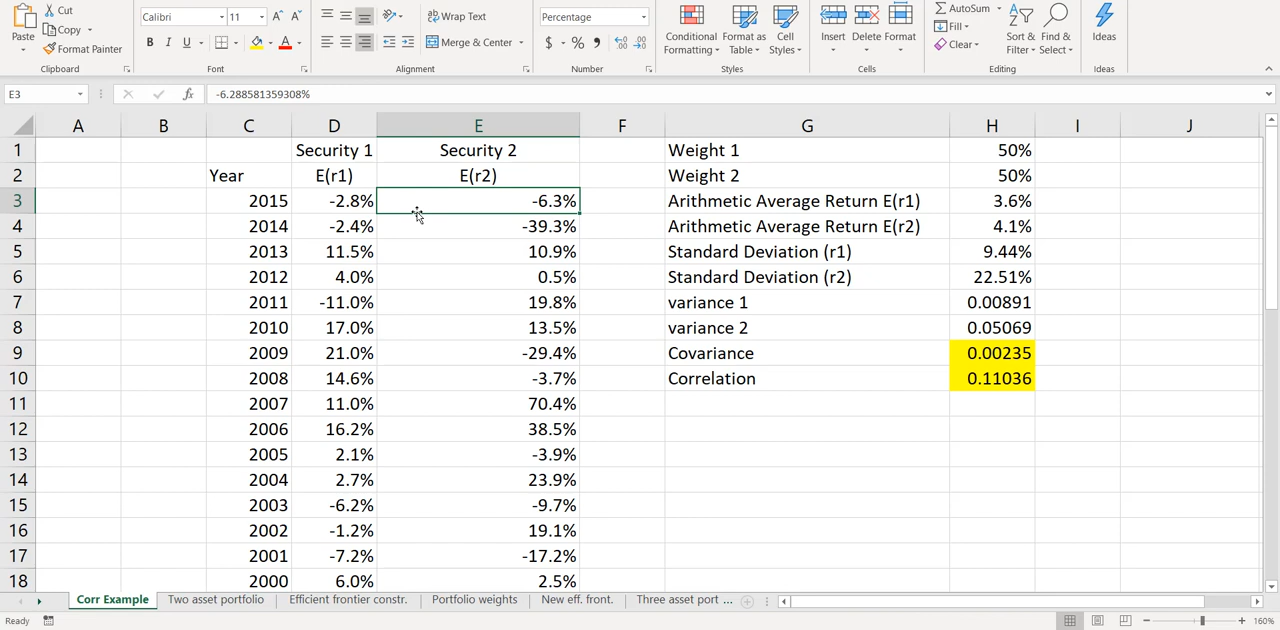 Cut
Calibri 11 A A Wrap Text Percentage AutoSum
Paste Copy Fill
Format Painter B I U A Merge & Center $ % 9 Conditional Formatting Format as Table Cell Styles Insert Delete Format Clear Sort & Filter Find & Select Ideas
Clipboard Font Alignment Number Styles Cells Editing Ideas
E3 fx -6.288581359308%
A B C D E F G H I J
1 Security 1 Security 2 Weight 1 50%
2 Year E(r1) E(r2) Weight 2 50%
3 2015 -2.8% -6.3% Arithmetic Average Return E(r1) 3.6%
4 2014 -2.4% -39.3% Arithmetic Average Return E(r2) 4.1%
5 2013 11.5% 10.9% Standard Deviation (r1) 9.44%
6 2012 4.0% 0.5% Standard Deviation (r2) 22.51%
7 2011 -11.0% 19.8% variance 1 0.00891
8 2010 17.0% 13.5% variance 2 0.05069
9 2009 21.0% -29.4% Covariance 0.00235
10 2008 14.6% -3.7% Correlation 0.11036
11 2007 11.0% 70.4%
12 2006 16.2% 38.5%
13 2005 2.1% -3.9%
14 2004 2.7% 23.9%
15 2003 -6.2% -9.7%
16 2002 -1.2% 19.1%
17 2001 -7.2% -17.2%
18 2000 6.0% 2.5%
Corr Example Two asset portfolio Efficient frontier constr. Portfolio weights New eff. front. Three asset port ...
Ready 160%